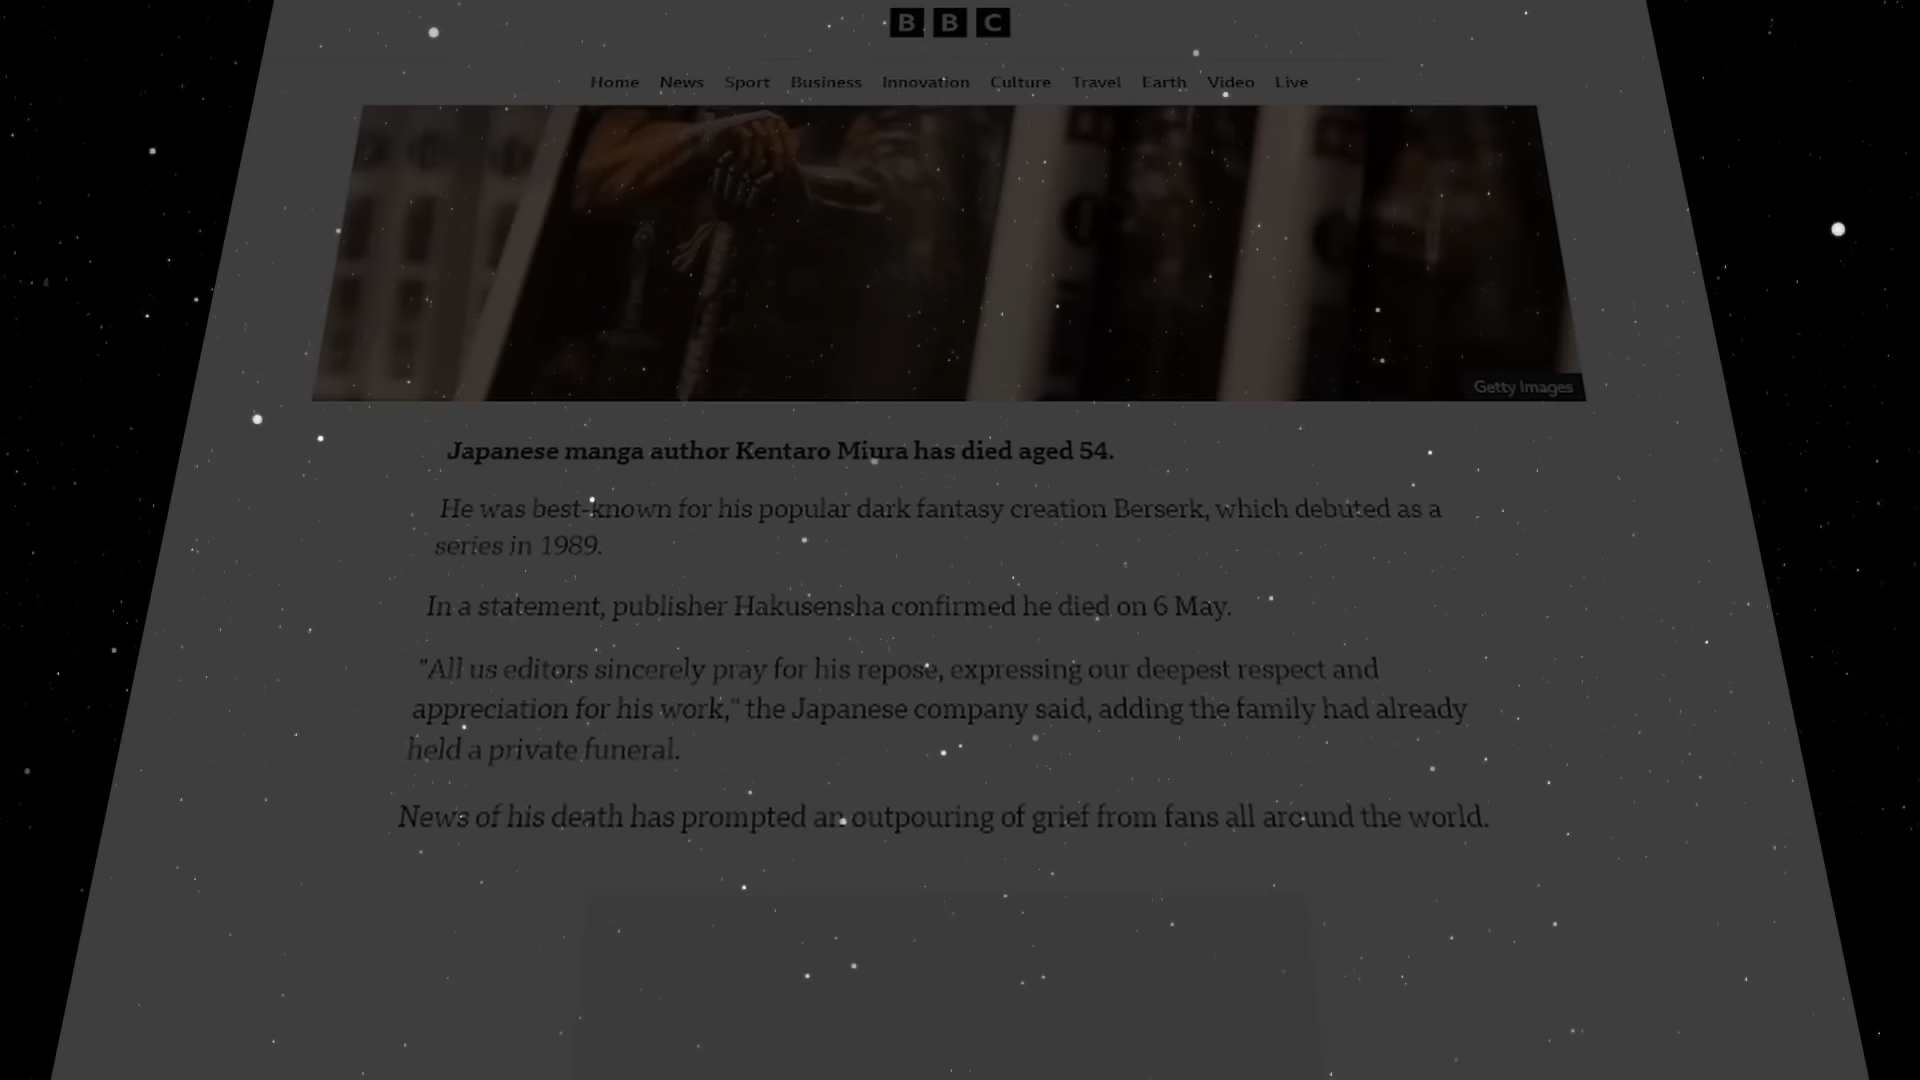 BBC
Home News Sport Business Innovation Culture Travel Earth Video Live
Getty Images
Japanese manga author Kentaro Miura has died aged 54.
He was best-known for his popular dark fantasy creation Berserk, which debuted as a
series in 1989.
In a statement, publisher Hakusensha confirmed he died on 6 May.
"All us editors sincerely pray for his repose, expressing our deepest respect and
appreciation for his work," the Japanese company said, adding the family had already
held a private funeral.
News of his death has prompted an outpouring of grief from fans all around the world.